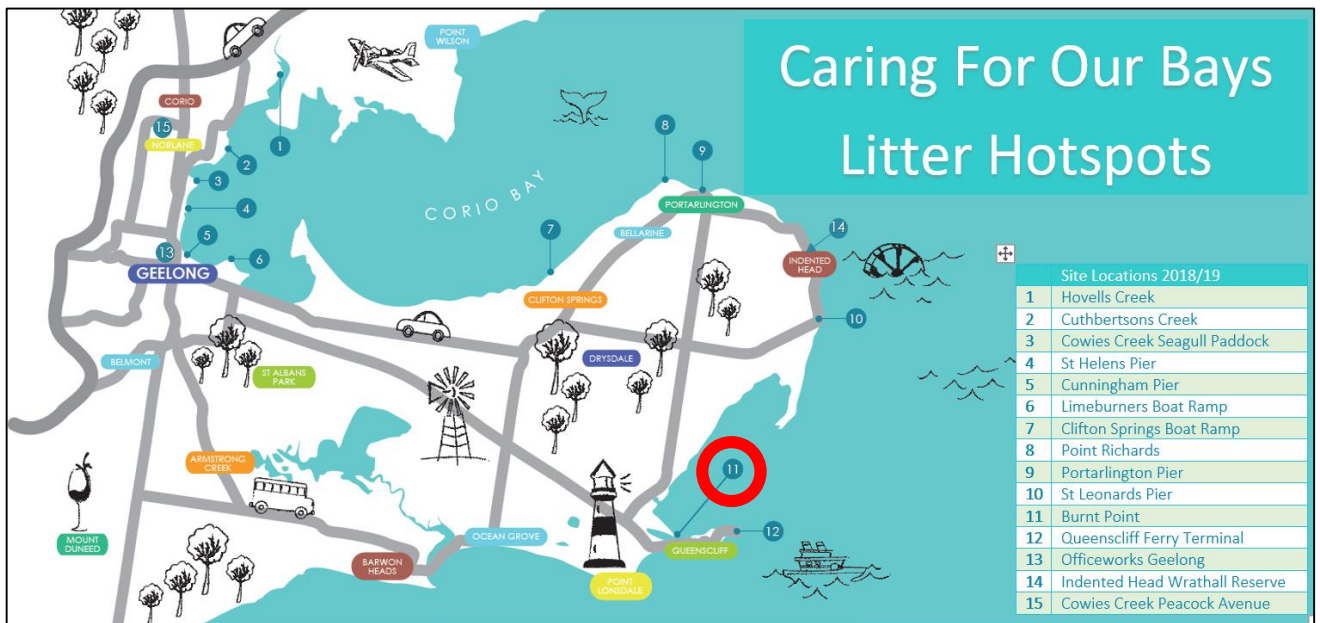 Caring For Our Bays
Litter Hotspots
POINT
WILSON
CORIO
15
NORLANE
1
2
3
4
5
13
6
GEELONG
CORIO BAY
8
9
PORTARLINGTON
7
BELLARINE
14
INDENTED
HEAD
CLIFTON SPRINGS
10
BELMONT
ST ALBANS
PARK
DRYSDALE
ARMSTRONG
CREEK
11
MOUNT
DUNEED
OCEAN GROVE
12
QUEENSCLIFF
BARWON
HEADS
POINT
LONSDALE
Site Locations 2018/19
1 Hovells Creek
2 Cuthbertsons Creek
3 Cowies Creek Seagull Paddock
4 St Helens Pier
5 Cunningham Pier
6 Limeburners Boat Ramp
7 Clifton Springs Boat Ramp
8 Point Richards
9 Portarlington Pier
10 St Leonards Pier
11 Burnt Point
12 Queenscliff Ferry Terminal
13 Officeworks Geelong
14 Indented Head Wrathall Reserve
15 Cowies Creek Peacock Avenue